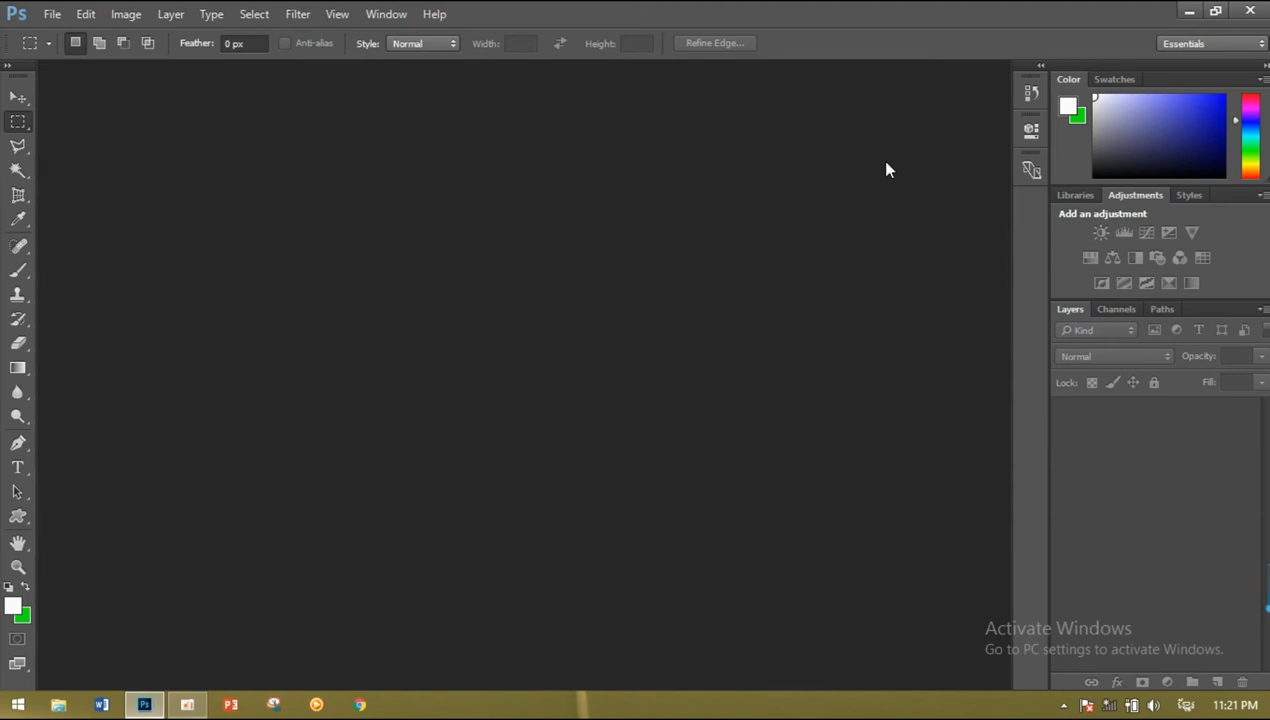 Ps File Edit Image Layer Type Select Filter View Window Help
Feather: 0 px Anti-alias Style: Normal Width: Height: Refine Edge... Essentials
Color Swatches
Libraries Adjustments Styles
Add an adjustment
Layers Channels Paths
Kind
Normal Opacity:
Lock: Fill:
Activate Windows
Go to PC settings to activate Windows.
11:21 PM